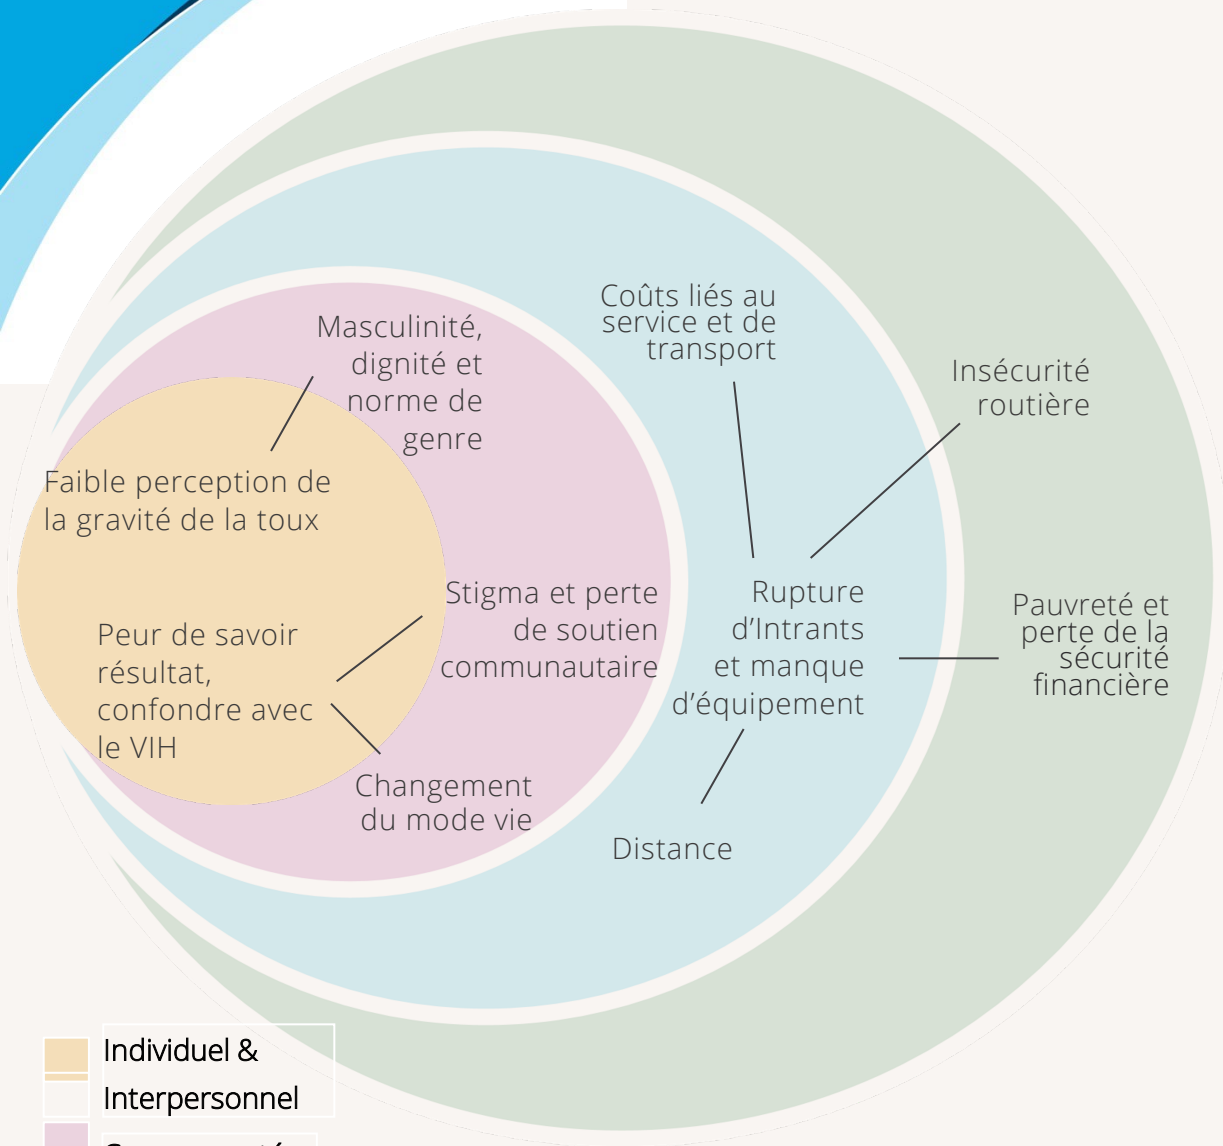 Masculinité,
dignité et
norme de
genre
Faible perception de
la gravité de la toux
Peur de savoir
résultat,
confondre avec
le VIH
Stigma et perte
de soutien
communautaire
Changement
du mode vie
Coûts liés au
service et de
transport
Rupture
d’Intrants
et manque
d’équipement
Distance
Insécurité
routière
Pauvreté et
perte de la
sécurité
financière
Individuel &
Interpersonnel